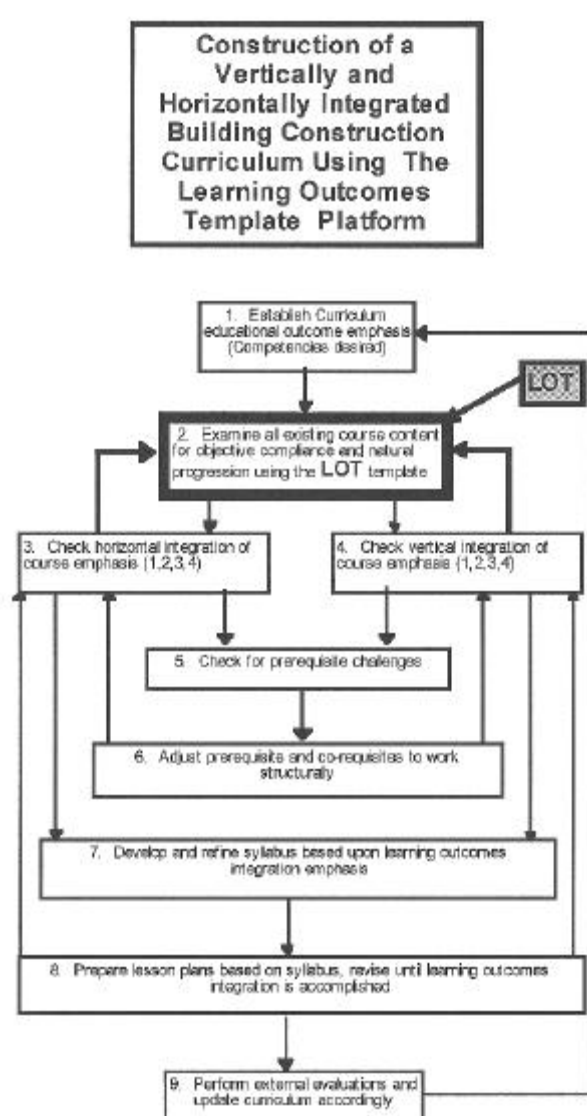 Construction of a
Vertically and
Horizontally Integrated
Building Construction
Curriculum Using The
Learning Outcomes
Template Platform
1. Establish Curriculum
educational outcome emphasis
(Competencies desired)
LOT
2. Examine all existing course content
for objective compliance and natural
progression using the LOT template
3. Check horizontal integration of
course emphasis (1,2,3,4)
4. Check vertical integration of
course emphasis (1,2,3,4)
5. Check for prerequisite challenges
6. Adjust prerequisite and co-requisites to work
structurally
7. Develop and refine syllabus based upon learning outcomes
integration emphasis
8. Prepare lesson plans based on syllabus, revise until learning outcomes
integration is accomplished
9. Perform external evaluations and
update curriculum accordingly